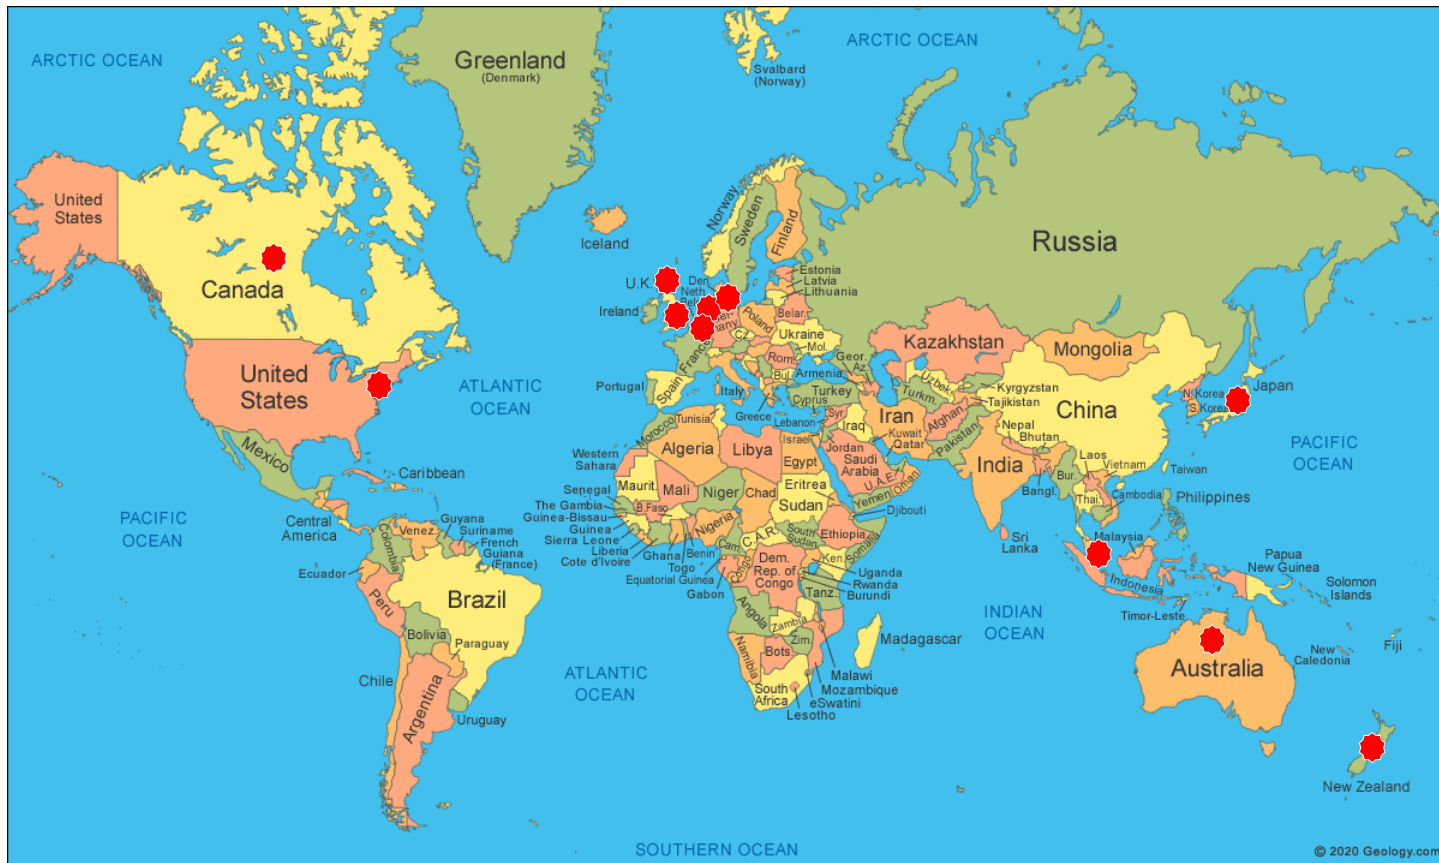 ARCTIC OCEAN
Greenland
(Denmark)
Svalbard
(Norway)
ARCTIC OCEAN
United
States
Canada
Iceland
Norway
Sweden
Finland
Russia
U.K.
Ireland
Den.
Neth.
Bel.
Estonia
Latvia
Lithuania
Belar.
Poland
many
Cz.
Ukraine
Mol.
Rom.
Bul.
France
Spain
Portugal
Italy
Greece
Geor.
Az.
Armenia
Turkey
Cyprus
Lebanon
Syr.
Iraq
Israel
Jordan
Kuwait
Qatar
Saudi
Arabia
U.A.E.
Oman
Yemen
Kazakhstan
Uzbek.
Turkm.
Kyrgyzstan
Tajikistan
Afghan.
Pakistan
Iran
Mongolia
China
N. Korea
S.Korea
Japan
United
States
ATLANTIC
OCEAN
Mexico
Caribbean
PACIFIC
OCEAN
Central
America
Venez.
Guyana
Suriname
French
Guiana
(France)
Colombia
Ecuador
Peru
Brazil
Bolivia
Paraguay
Chile
Argentina
Uruguay
Morocco
Tunisia
Algeria
Libya
Egypt
Western
Sahara
Maurit.
Mali
Niger
Chad
Sudan
Eritrea
Djibouti
Senegal
The Gambia
Guinea-Bissau
Guinea
Sierra Leone
Liberia
Cote d'Ivoire
B Faso
Ghana
Togo
Benin
Nigeria
Cam.
C.A.R.
South
Sudan
Ethiopia
Somalia
Equatorial Guinea
Gabon
Congo
Dem.
Rep. of
Congo
Ken.
Uganda
Rwanda
Burundi
Tanz.
Angola
Zambia
Zim.
Namibia
Bots.
South
Africa
Malawi
Mozambique
eSwatini
Lesotho
Madagascar
ATLANTIC
OCEAN
India
Nepal
Bhutan
Bangl.
Bur.
Laos
Vietnam
Thai.
Cambodia
Taiwan
Philippines
Sri
Lanka
Malaysia
Indonesia
Timor-Leste
Papua
New Guinea
Solomon
Islands
INDIAN
OCEAN
PACIFIC
OCEAN
Australia
New
Caledonia
Fiji
New Zealand
SOUTHERN OCEAN
© 2020 Geology.com